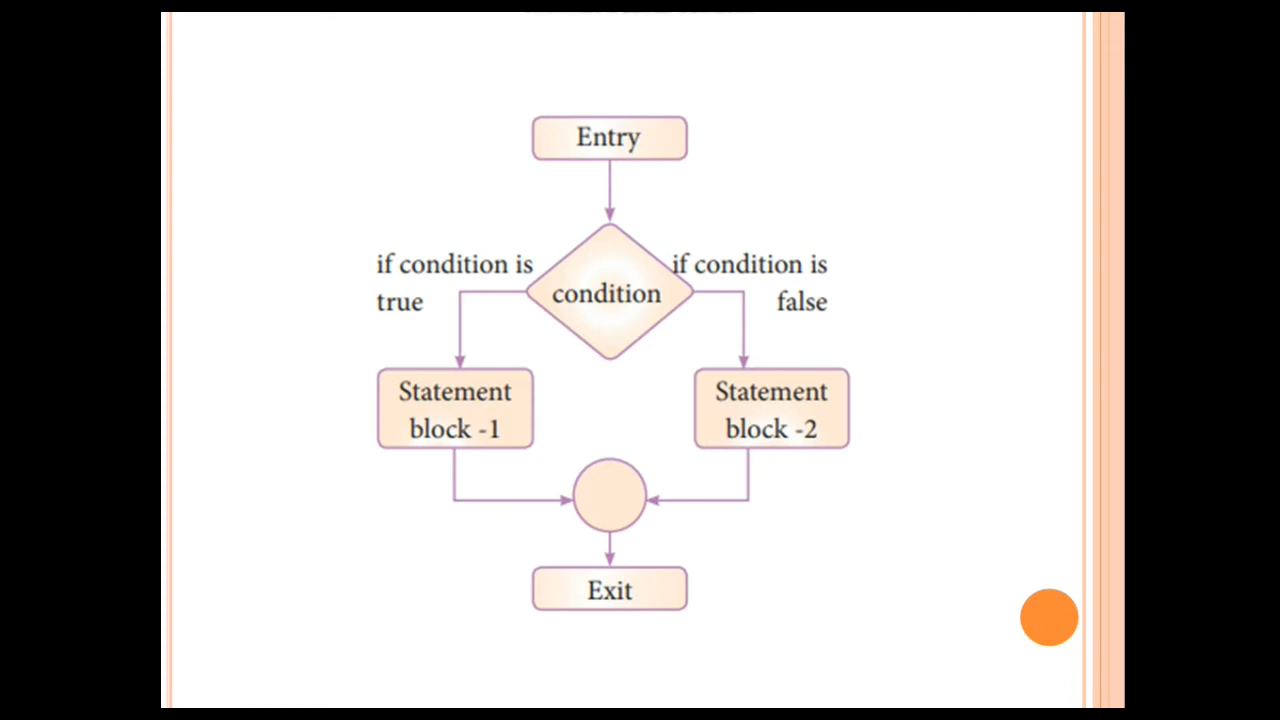 Entry
if condition is
true
condition
if condition is
false
Statement
block -1
Statement
block -2
Exit